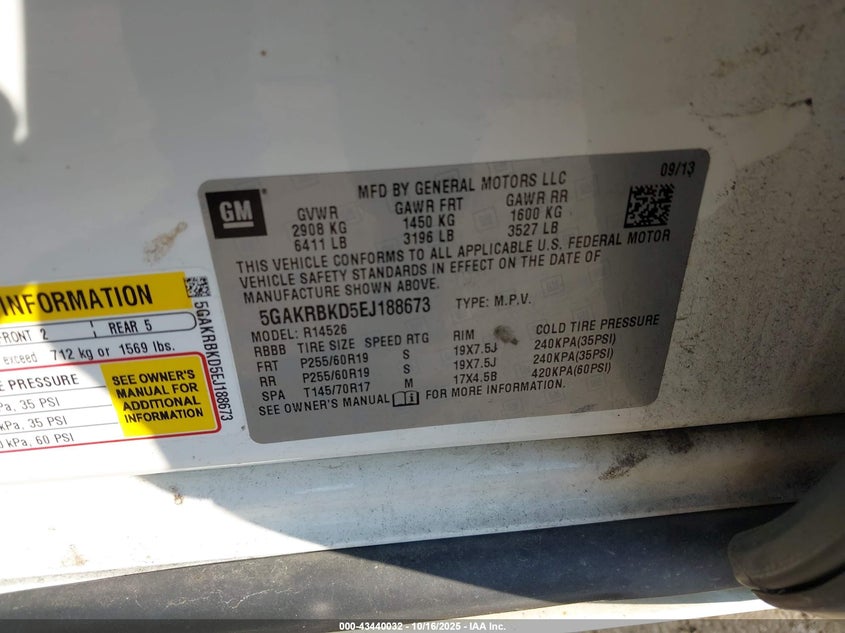 GM
MFD BY GENERAL MOTORS LLC
09/13
GVWR GAWR FRT GAWR RR
2908 KG 1450 KG 1600 KG
6411 LB 3196 LB 3527 LB
THIS VEHICLE CONFORMS TO ALL APPLICABLE U.S. FEDERAL MOTOR
VEHICLE SAFETY STANDARDS IN EFFECT ON THE DATE OF
MANUFACTURE SHOWN ABOVE.
5GAKRBKD5EJ188673 TYPE: M.P.V.
MODEL: R14526
RBBB TIRE SIZE SPEED RTG RIM COLD TIRE PRESSURE
FRT P255/60R19 S 19X7.5J 240KPA(35PSI)
RR P255/60R19 S 19X7.5J 240KPA(35PSI)
SPA T145/70R17 M 17X4.5B 420KPA(60PSI)
SEE OWNER'S MANUAL FOR MORE INFORMATION.
INFORMATION
FRONT 2 REAR 5
exceed 712 kg or 1569 lbs.
PRESSURE
kPa, 35 PSI
kPa, 35 PSI
kPa, 60 PSI
SEE OWNER'S
MANUAL FOR
ADDITIONAL
INFORMATION
5GAKRBKD5EJ188673
000-43440032 - 10/16/2025 - IAA Inc.